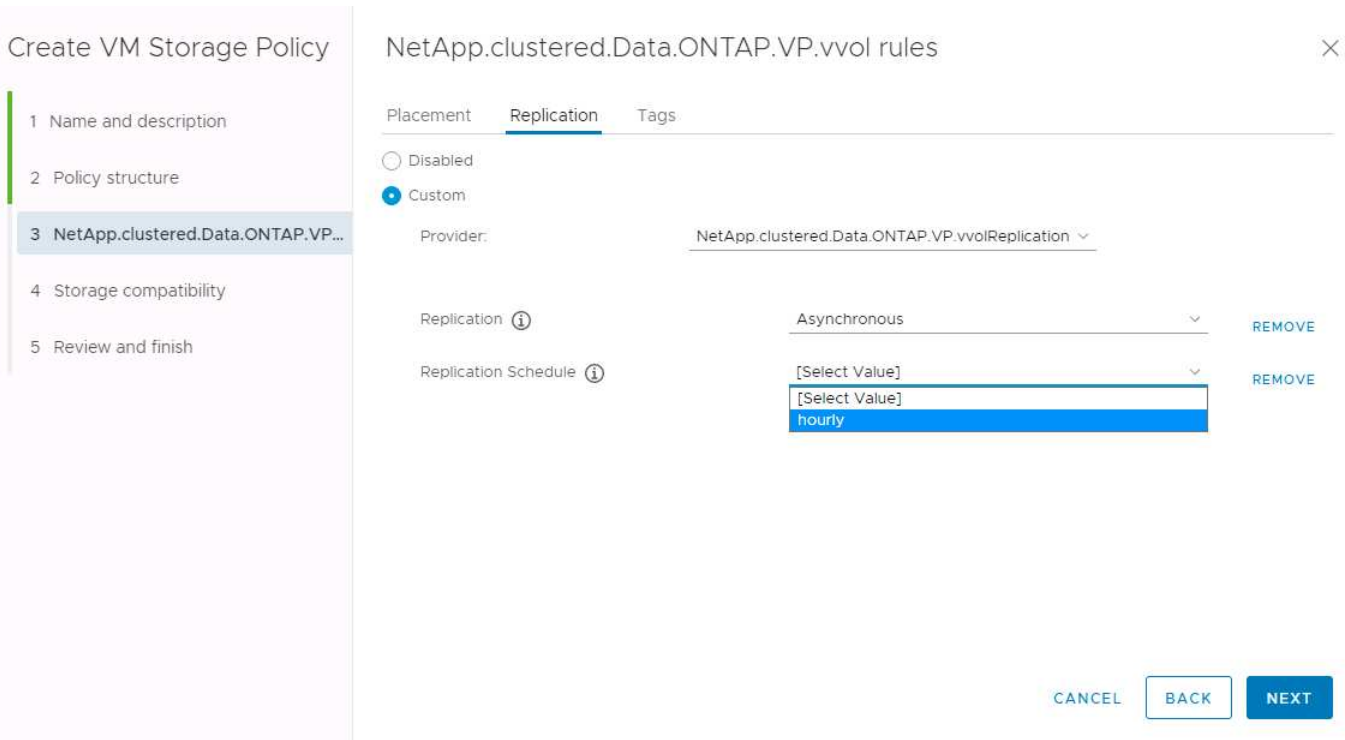 Create VM Storage Policy
1 Name and description
2 Policy structure
3 NetApp.clustered.Data.ONTAP.VP...
4 Storage compatibility
5 Review and finish
NetApp.clustered.Data.ONTAP.VP.vvol rules
Placement Replication Tags
Disabled
Custom
Provider: NetApp.clustered.Data.ONTAP.VP.vvolReplication
Replication Asynchronous REMOVE
Replication Schedule [Select Value] REMOVE
[Select Value]
hourly
CANCEL BACK NEXT